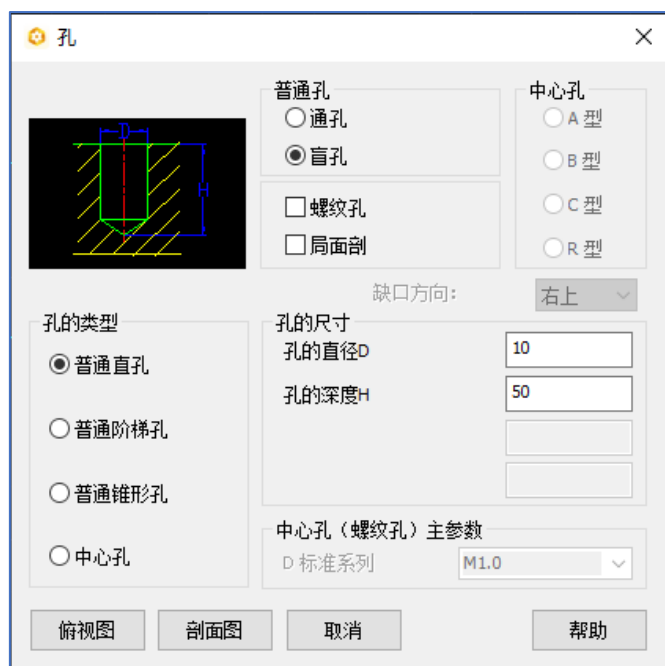 孔
普通孔
通孔
盲孔
中心孔
A 型
B 型
C 型
R 型
D
H
螺纹孔
局面剖
缺口方向:
右上
孔的类型
普通直孔
普通阶梯孔
普通锥形孔
中心孔
孔的尺寸
孔的直径D
10
孔的深度H
50
中心孔（螺纹孔）主参数
D 标准系列
M1.0
俯视图
剖面图
取消
帮助